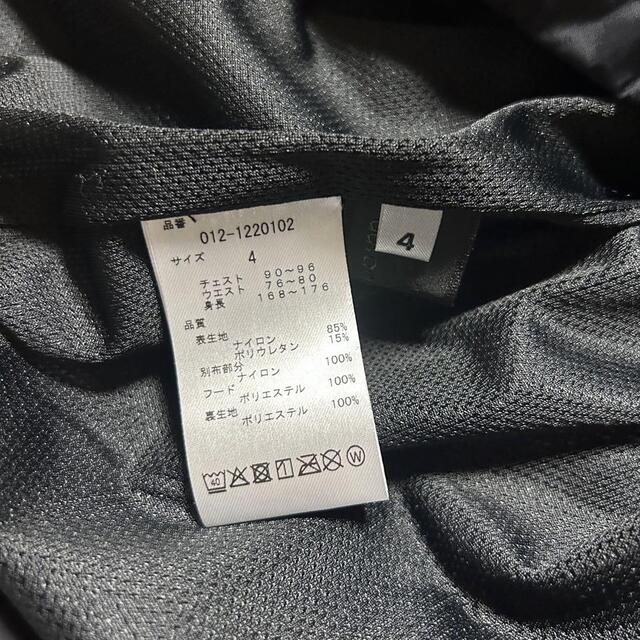 品番
012-1220102
サイズ 4
チェスト 90～96
ウエスト 76～80
身長 168～176
品質
表生地
ナイロン 85%
ポリウレタン 15%
別布部分
ナイロン 100%
フード
ポリエステル 100%
裏生地
ポリエステル 100%
40
W
4